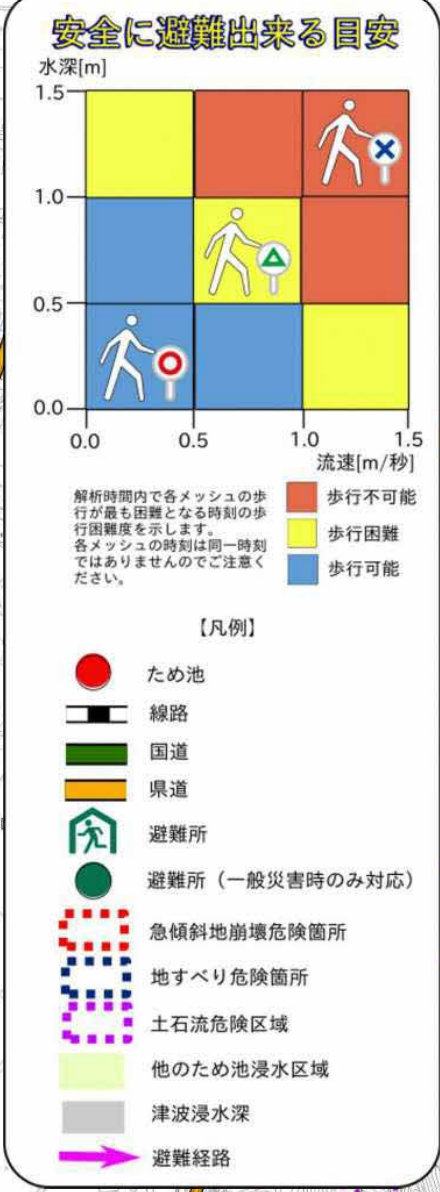 安全に避難出来る目安
水深[m]
1.5
1.0
0.5
0.0
0.0
0.5
1.0
1.5
流速[m/秒]
解析時間内で各メッシュの歩
行が最も困難となる時刻の歩
行困難度を示します。
各メッシュの時刻は同一時刻
ではありませんのでご注意く
ださい。
歩行不可能
歩行困難
歩行可能
【凡例】
ため池
線路
国道
県道
避難所
避難所（一般災害時のみ対応）
急傾斜地崩壊危険箇所
地すべり危険箇所
土石流危険区域
他のため池浸水区域
津波浸水深
避難経路